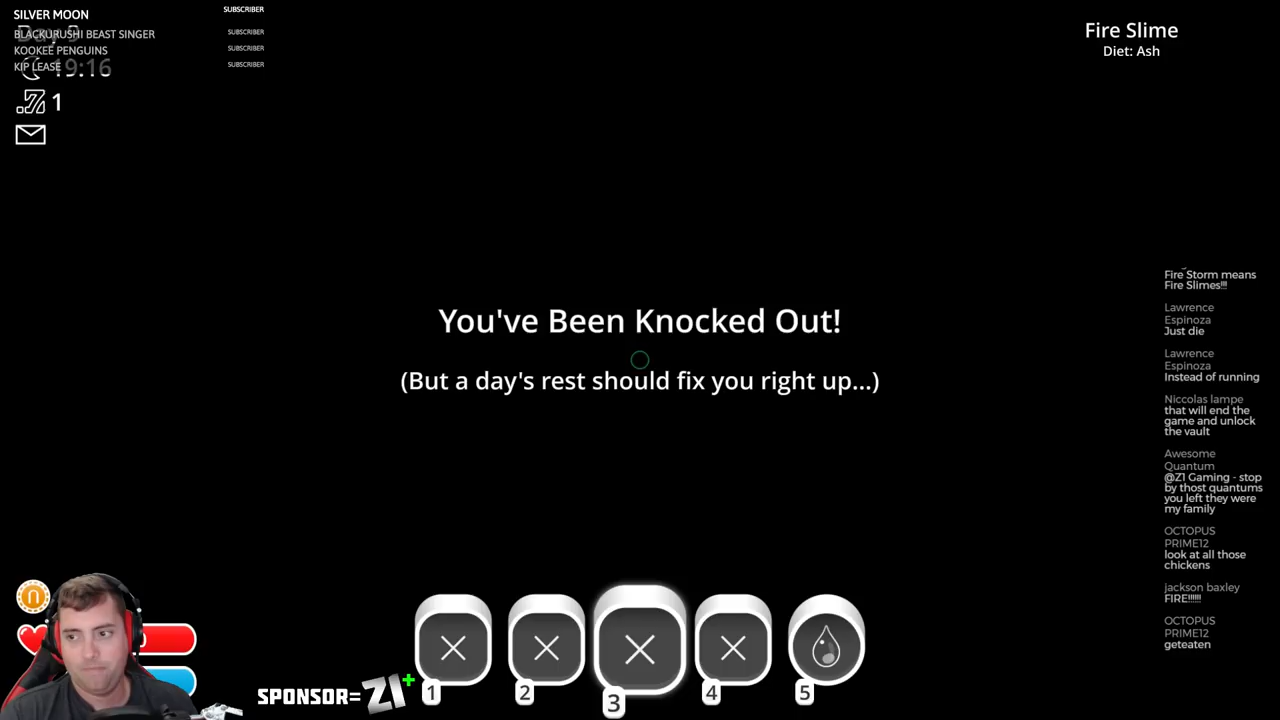 SILVER MOON SUBSCRIBER
BLACKURUSHI BEAST SINGER SUBSCRIBER
KOOKEE PENGUINS SUBSCRIBER
KIP LEASE SUBSCRIBER
Day 9
19:16
1
Fire Slime
Diet: Ash
You've Been Knocked Out!
(But a day's rest should fix you right up...)
Fire Storm means
Fire Slimes!!!
Lawrence
Espinoza
Just die
Lawrence
Espinoza
Instead of running
Niccolas lampe
that will end the
game and unlock
the vault
Awesome
Quantum
@Z1 Gaming - stop
by thost quantums
you left they were
my family
OCTOPUS
PRIME12
look at all those
chickens
jackson baxley
FIRE!!!!!!
OCTOPUS
PRIME12
geteaten
n
SPONSOR= Z1+
1 2 3 4 5